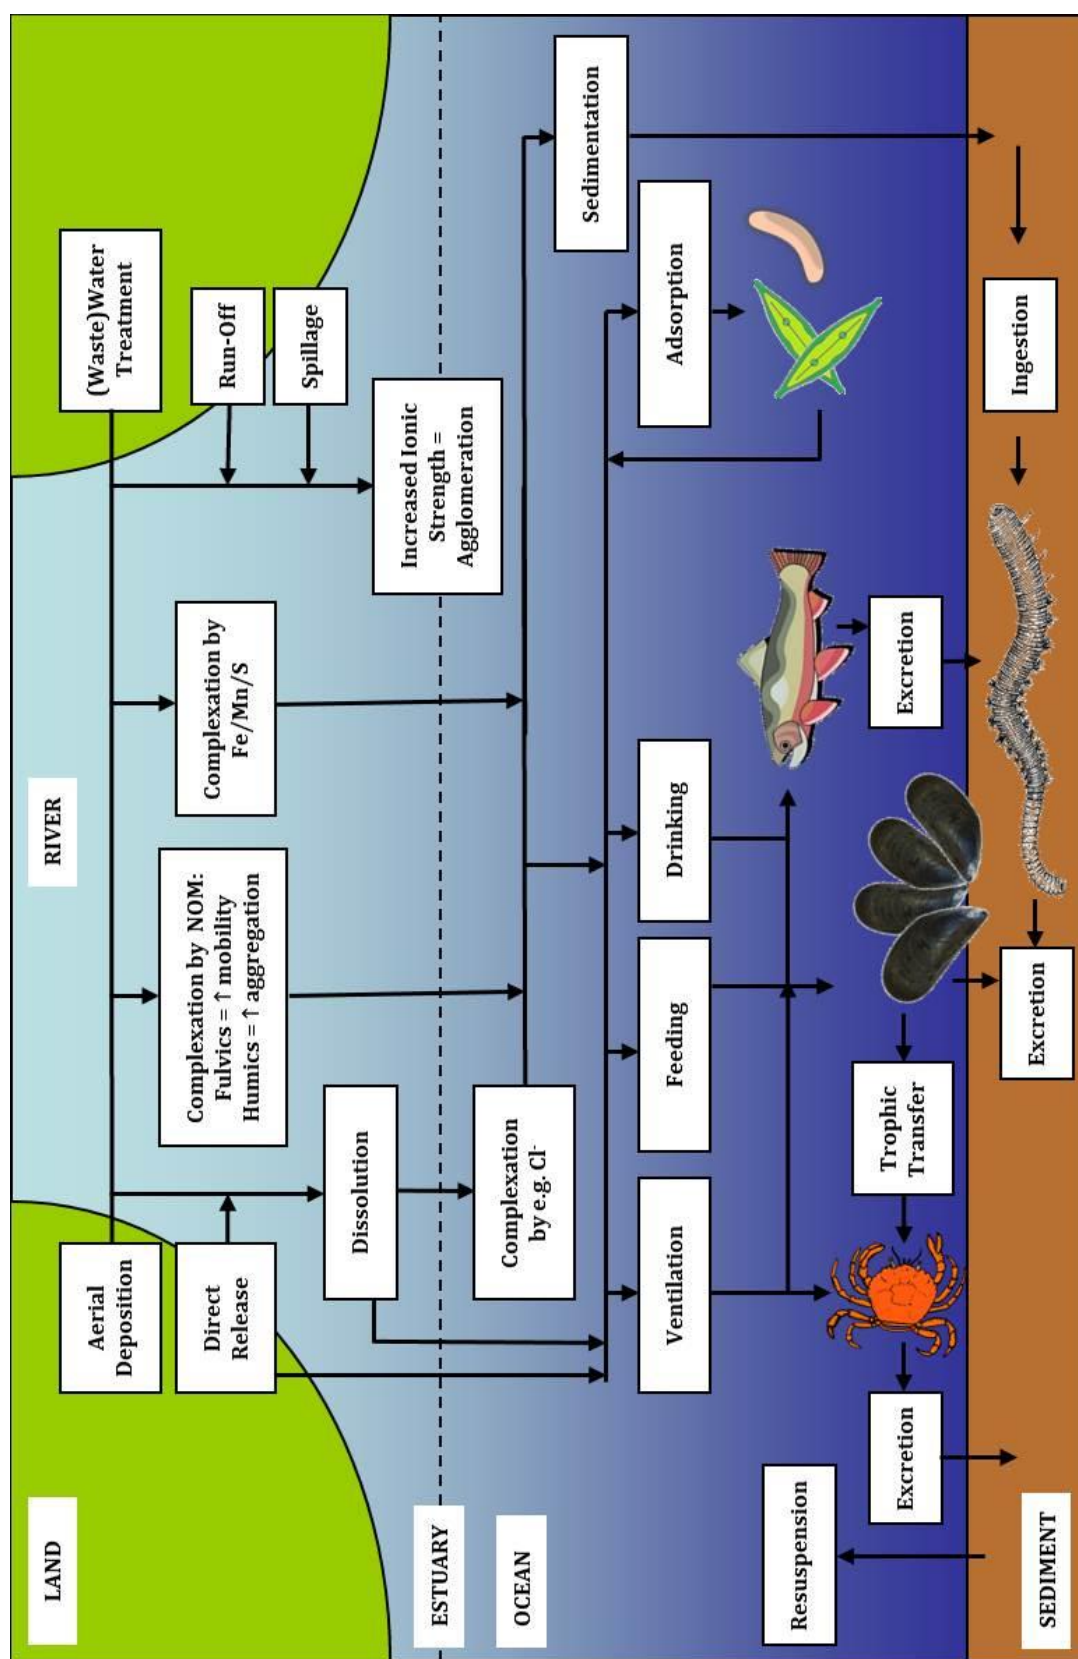 LAND
RIVER
Aerial
Deposition
(Waste)Water
Treatment
Direct
Release
Complexation by NOM:
Fulvics = ↑ mobility
Humics = ↑ aggregation
Complexation by
Fe/Mn/S
Run-Off
Spillage
Dissolution
Increased Ionic
Strength =
Agglomeration
ESTUARY
OCEAN
Complexation
by e.g. Cl-
Sedimentation
Ventilation
Feeding
Drinking
Adsorption
Resuspension
Excretion
Trophic
Transfer
Excretion
Excretion
Ingestion
SEDIMENT